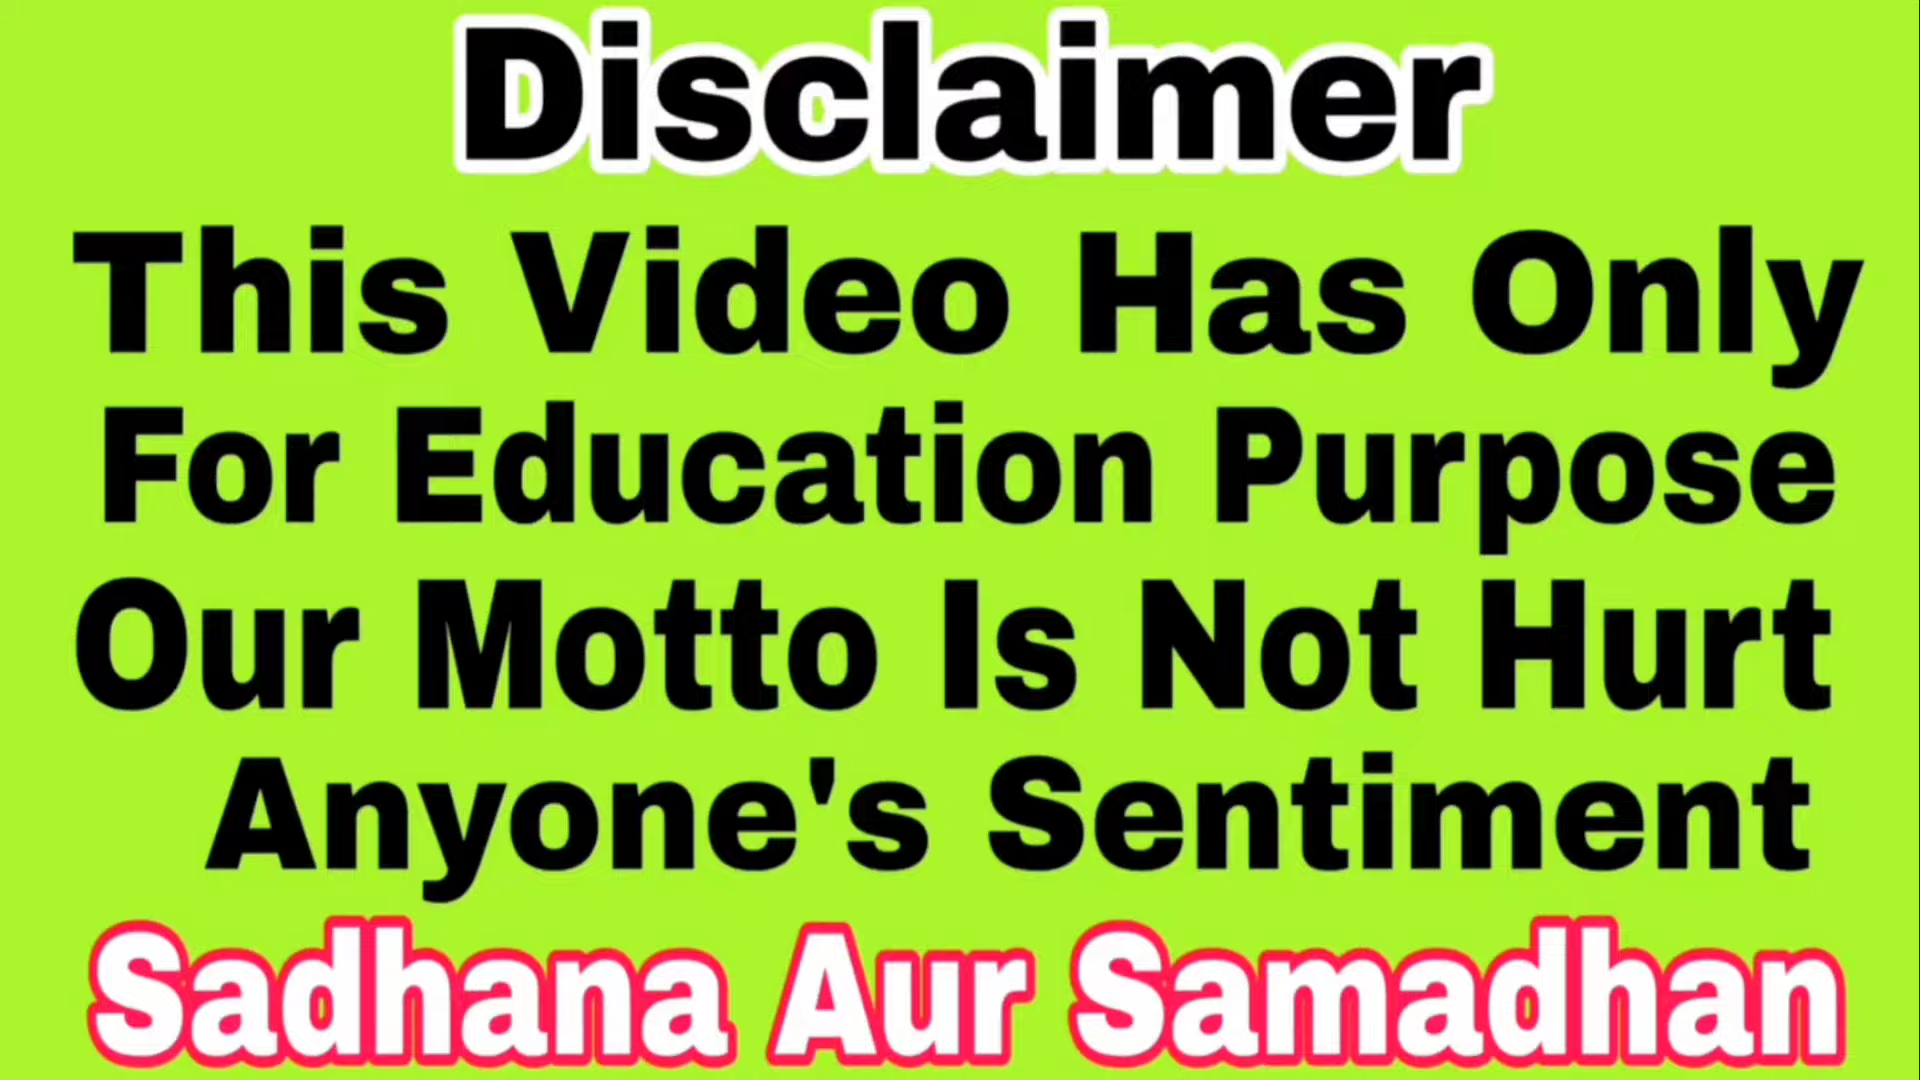 Disclaimer
This Video Has Only
For Education Purpose
Our Motto Is Not Hurt
Anyone's Sentiment
Sadhana Aur Samadhan